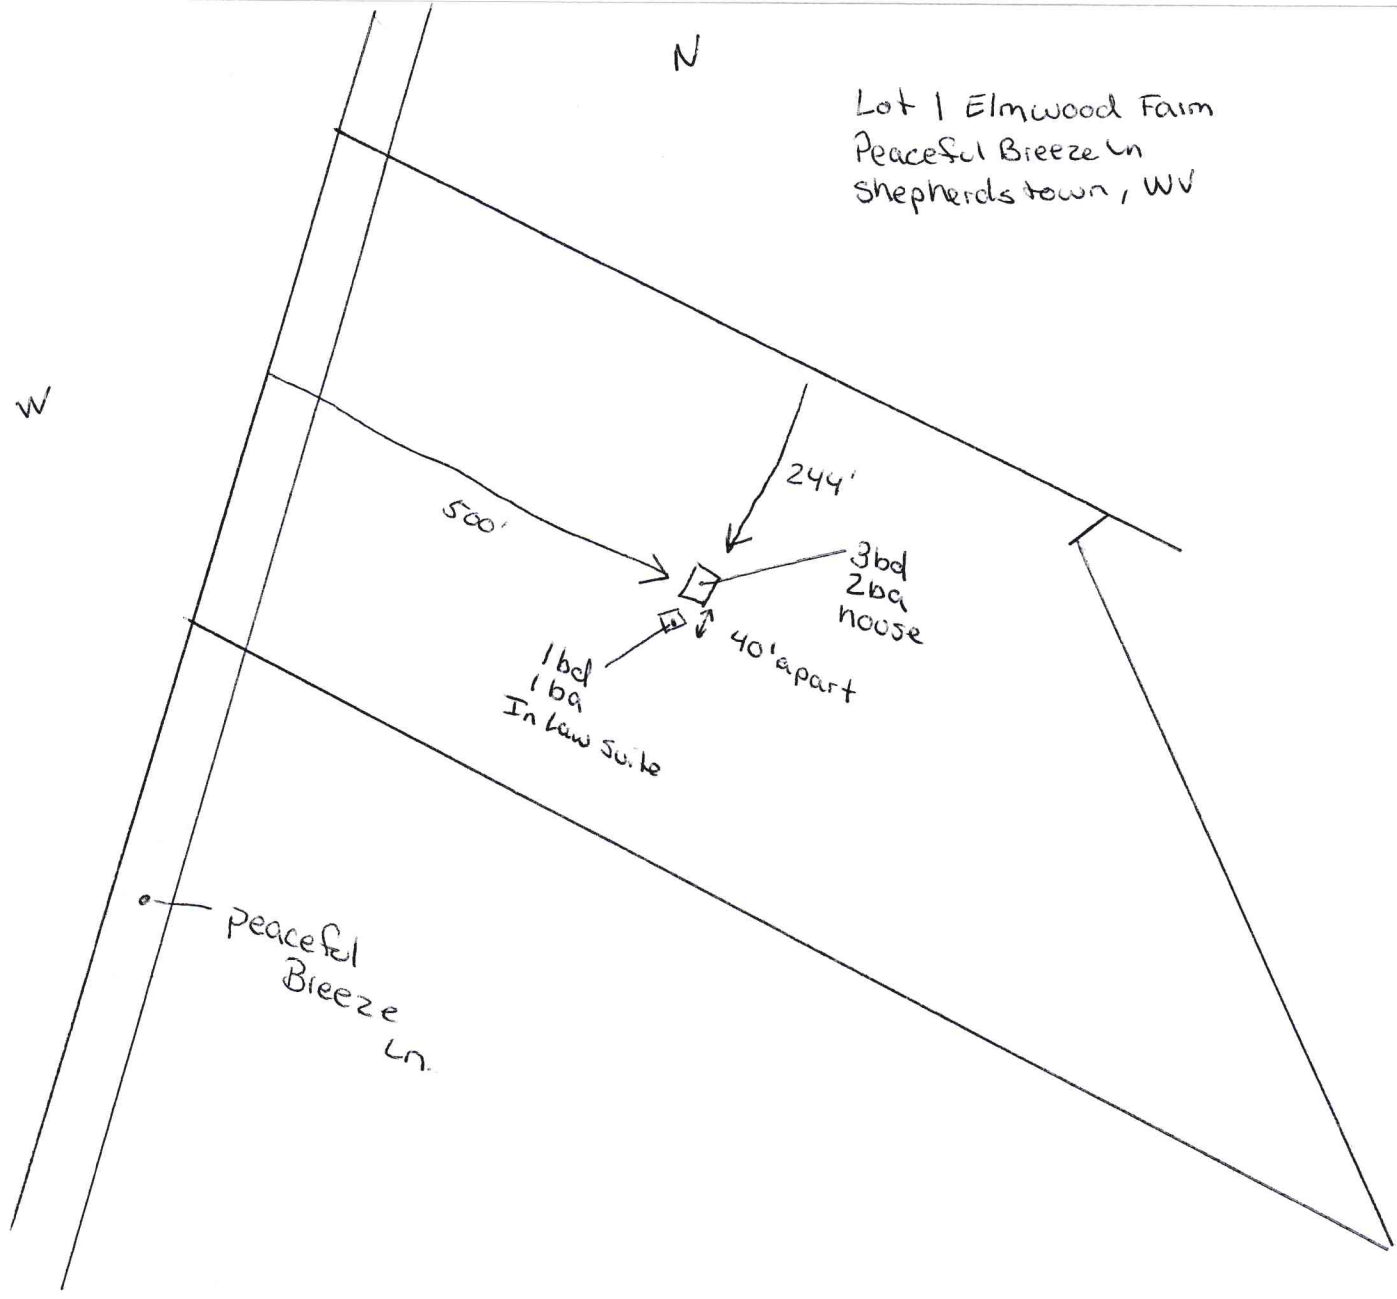 N
Lot 1 Elmwood Farm
Peaceful Breeze Ln
Shepherdstown, WV
W
244'
500'
3bd
2ba
house
40' apart
1bd
1ba
In Law Suite
peaceful
Breeze
Ln.